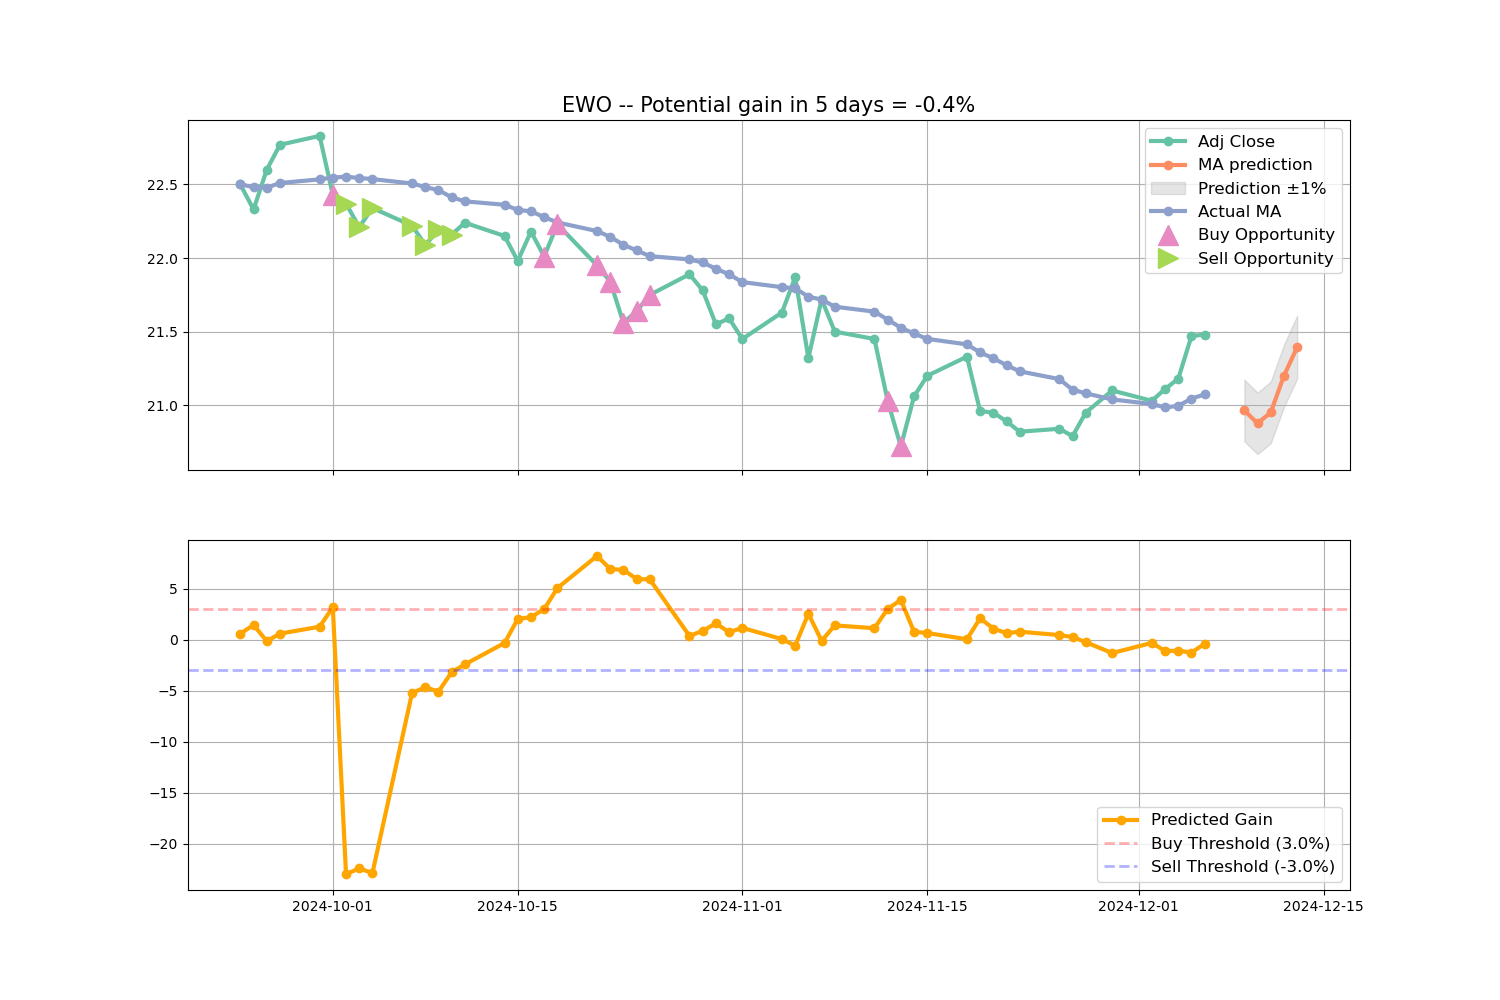 EWO -- Potential gain in 5 days = -0.4%
Adj Close
MA prediction
Prediction ±1%
Actual MA
Buy Opportunity
Sell Opportunity
22.5
22.0
21.5
21.0
5
0
−5
−10
−15
−20
Predicted Gain
Buy Threshold (3.0%)
Sell Threshold (-3.0%)
2024-10-01
2024-10-15
2024-11-01
2024-11-15
2024-12-01
2024-12-15